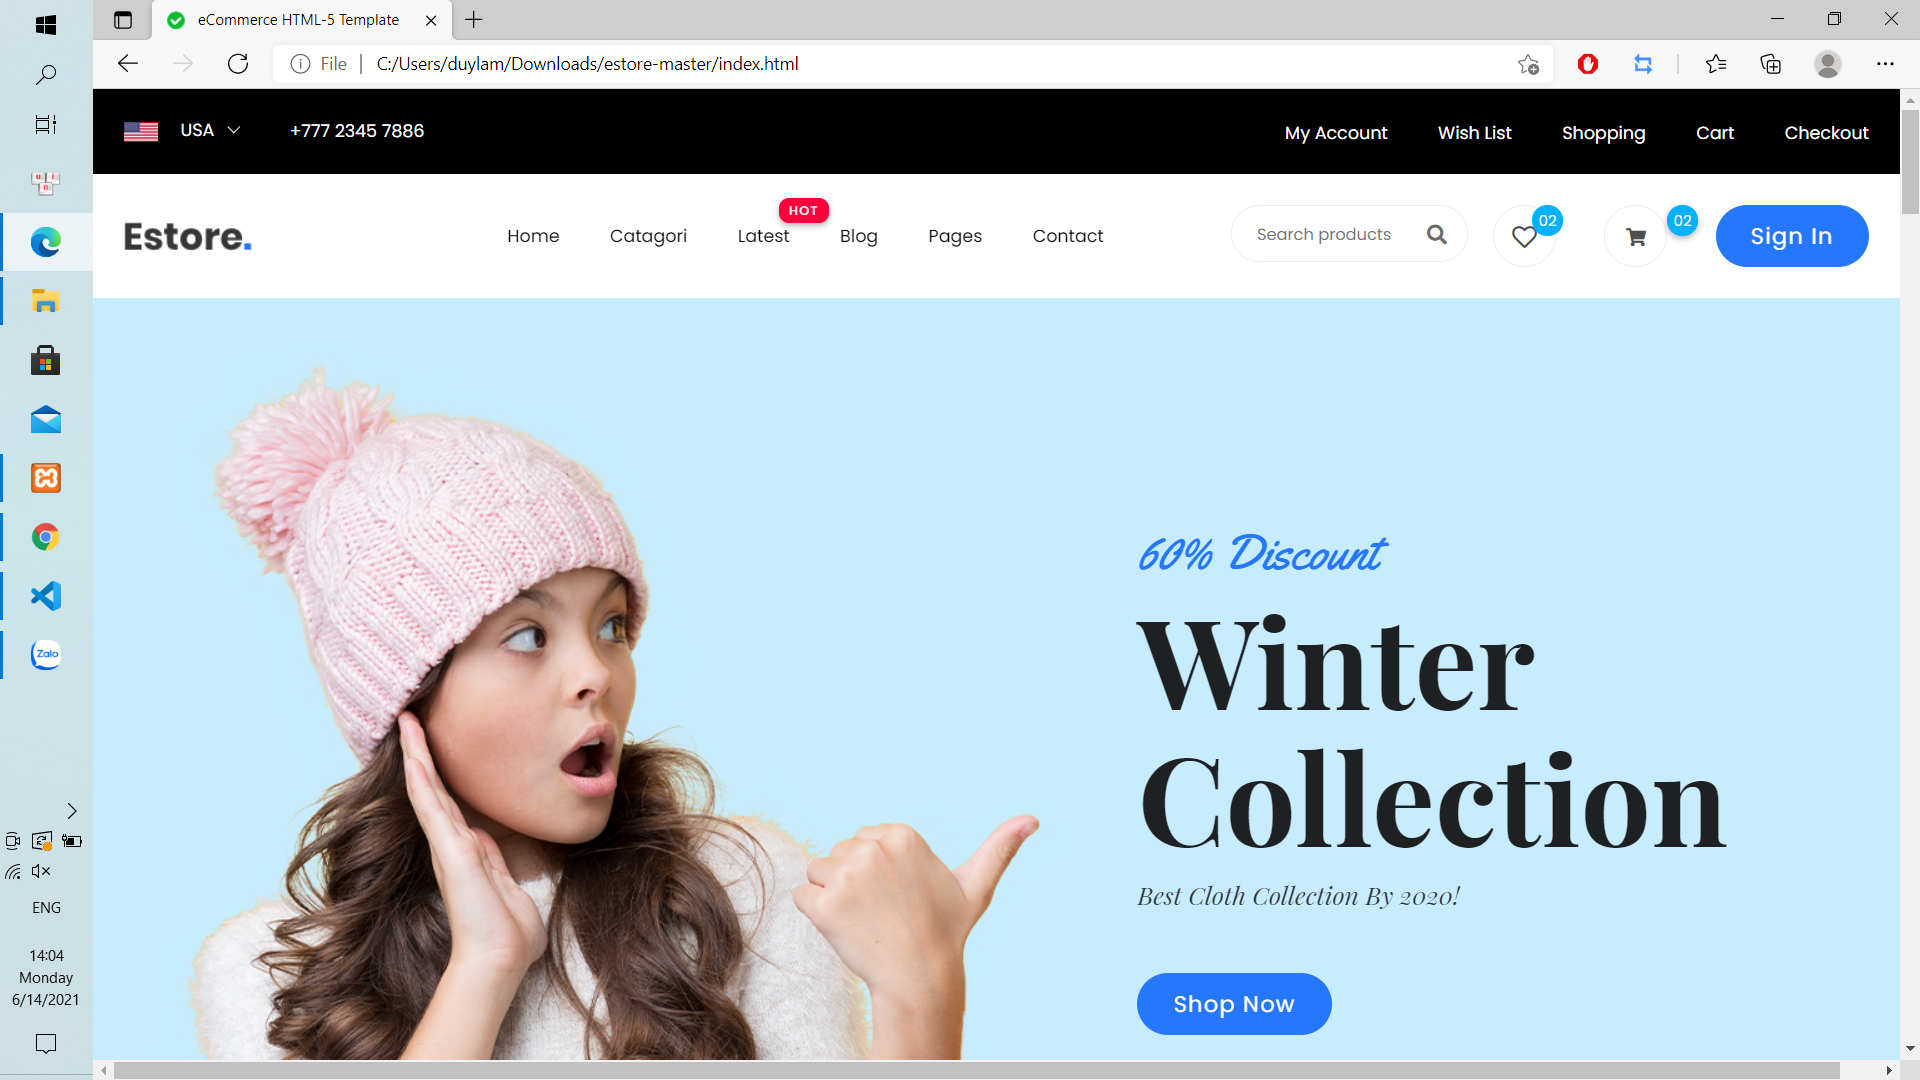 eCommerce HTML-5 Template
File
C:/Users/duylam/Downloads/estore-master/index.html
USA
+777 2345 7886
My Account
Wish List
Shopping
Cart
Checkout
Estore.
Home
Catagori
Latest
HOT
Blog
Pages
Contact
Search products
02
02
Sign In
60% Discount
Winter
Collection
Best Cloth Collection By 2020!
Shop Now
Zalo
ENG
14:04
Monday
6/14/2021